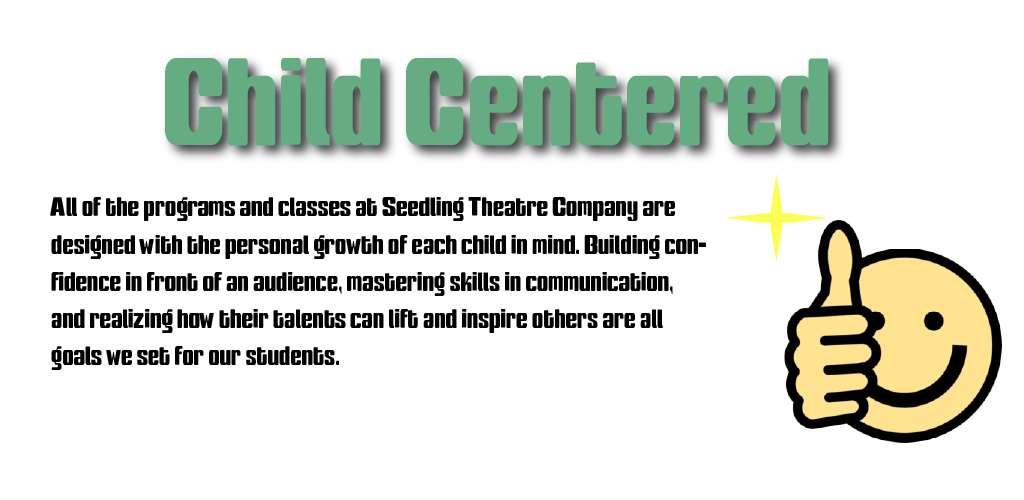 Child Centered
All of the programs and classes at Seedling Theatre Company are
designed with the personal growth of each child in mind. Building con-
fidence in front of an audience, mastering skills in communication,
and realizing how their talents can lift and inspire others are all
goals we set for our students.